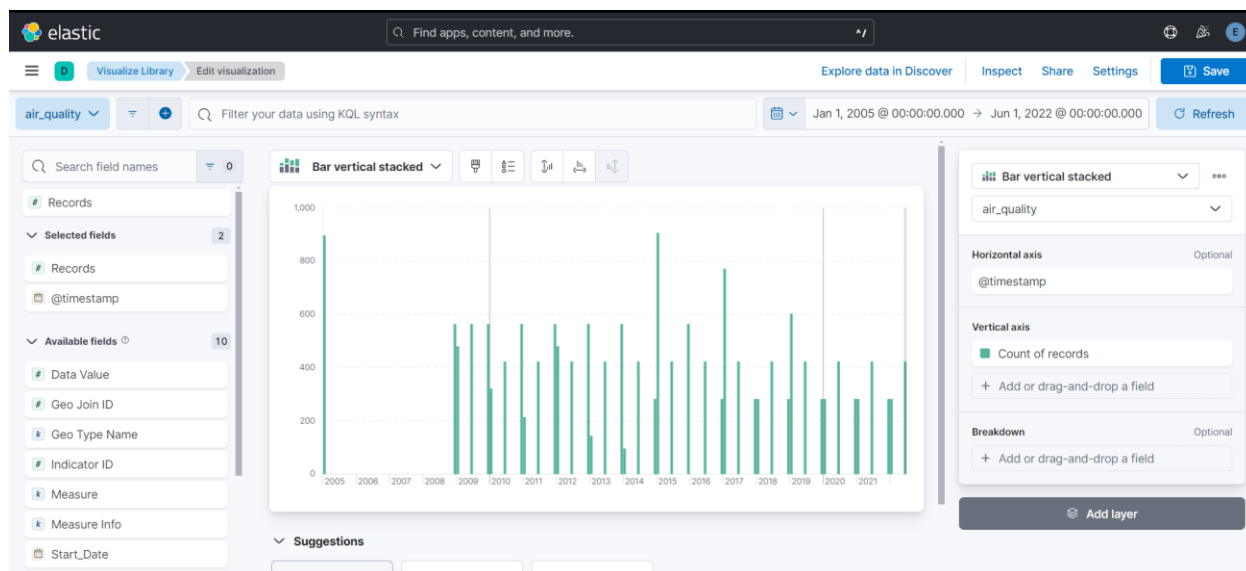 elastic
Find apps, content, and more.
^/
E
D
Visualize Library
Edit visualization
Explore data in Discover
Inspect
Share
Settings
Save
air_quality
Filter your data using KQL syntax
Jan 1, 2005 @ 00:00:00.000 → Jun 1, 2022 @ 00:00:00.000
Refresh
Search field names
0
# Records
Selected fields
2
# Records
@timestamp
Available fields
10
# Data Value
# Geo Join ID
k Geo Type Name
# Indicator ID
k Measure
k Measure Info
Start_Date
Bar vertical stacked
1,000
800
600
400
200
0
2005 2006 2007 2008 2009 2010 2011 2012 2013 2014 2015 2016 2017 2018 2019 2020 2021
Suggestions
Bar vertical stacked
air_quality
Horizontal axis
Optional
@timestamp
Vertical axis
Count of records
+ Add or drag-and-drop a field
Breakdown
Optional
+ Add or drag-and-drop a field
Add layer